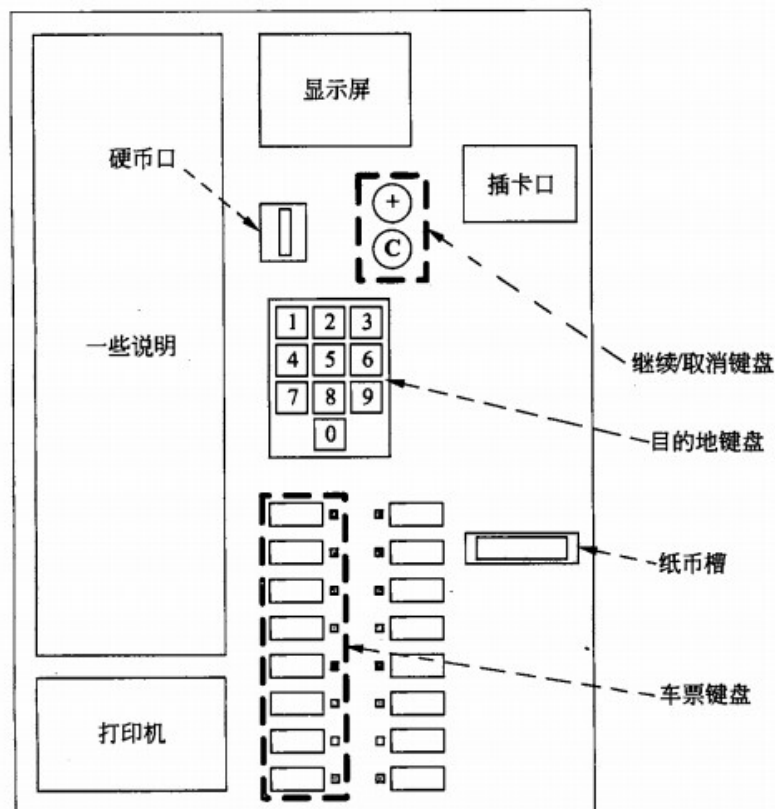 显示屏
硬币口
+
插卡口
C
1 2 3
一些说明
4 5 6
继续/取消键盘
7 8 9
0
目的地键盘
纸币槽
车票键盘
打印机